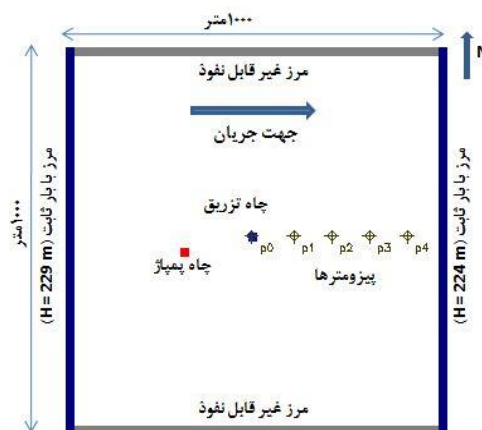 ۱۰۰۰متر
N
مرز غیر قابل نفوذ
جهت جریان
مرز با بار ثابت
(H = 229 m)
۱۰۰۰متر
مرز با بار ثابت
(H = 224 m)
چاه تزریق
p0 p1 p2 p3 p4
چاه پمپاژ
پیزومترها
مرز غیر قابل نفوذ